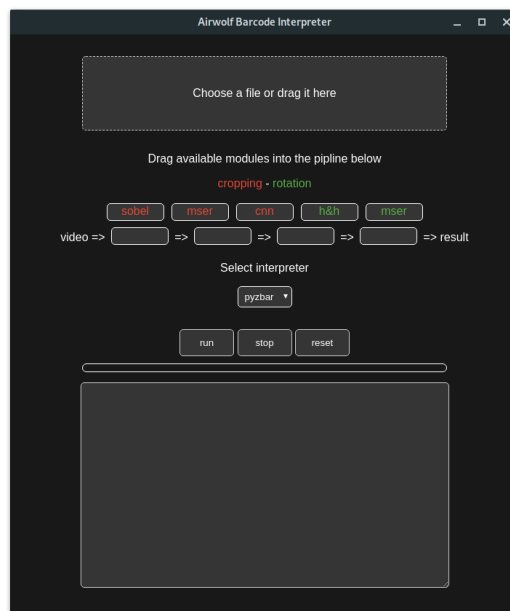 Airwolf Barcode Interpreter
Choose a file or drag it here
Drag available modules into the pipline below
cropping - rotation
sobel mser cnn h&h mser
video => => => => => result
Select interpreter
pyzbar
run stop reset